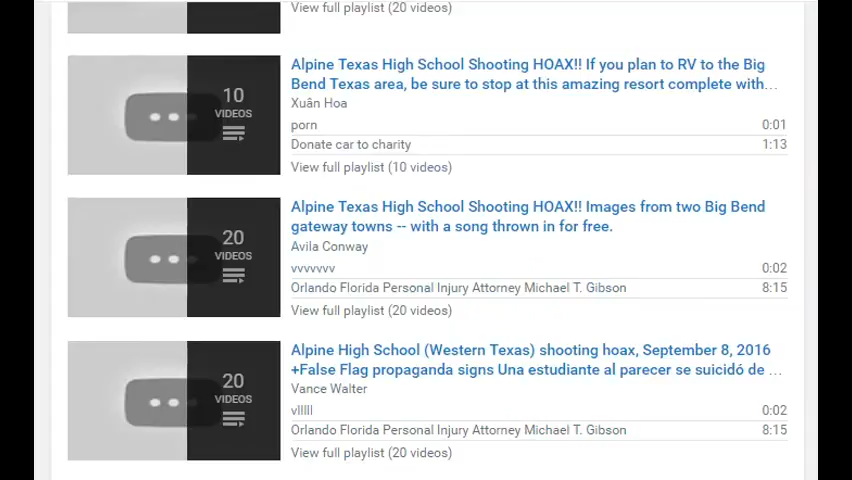 View full playlist (20 videos)
Alpine Texas High School Shooting HOAX!! If you plan to RV to the Big
Bend Texas area, be sure to stop at this amazing resort complete with...
10
VIDEOS
Xuân Hoa
porn 0:01
Donate car to charity 1:13
View full playlist (10 videos)
Alpine Texas High School Shooting HOAX!! Images from two Big Bend
gateway towns -- with a song thrown in for free.
20
VIDEOS
Avila Conway
vvvvvvv 0:02
Orlando Florida Personal Injury Attorney Michael T. Gibson 8:15
View full playlist (20 videos)
Alpine High School (Western Texas) shooting hoax, September 8, 2016
+False Flag propaganda signs Una estudiante al parecer se suicidó de ...
20
VIDEOS
Vance Walter
vlllll 0:02
Orlando Florida Personal Injury Attorney Michael T. Gibson 8:15
View full playlist (20 videos)